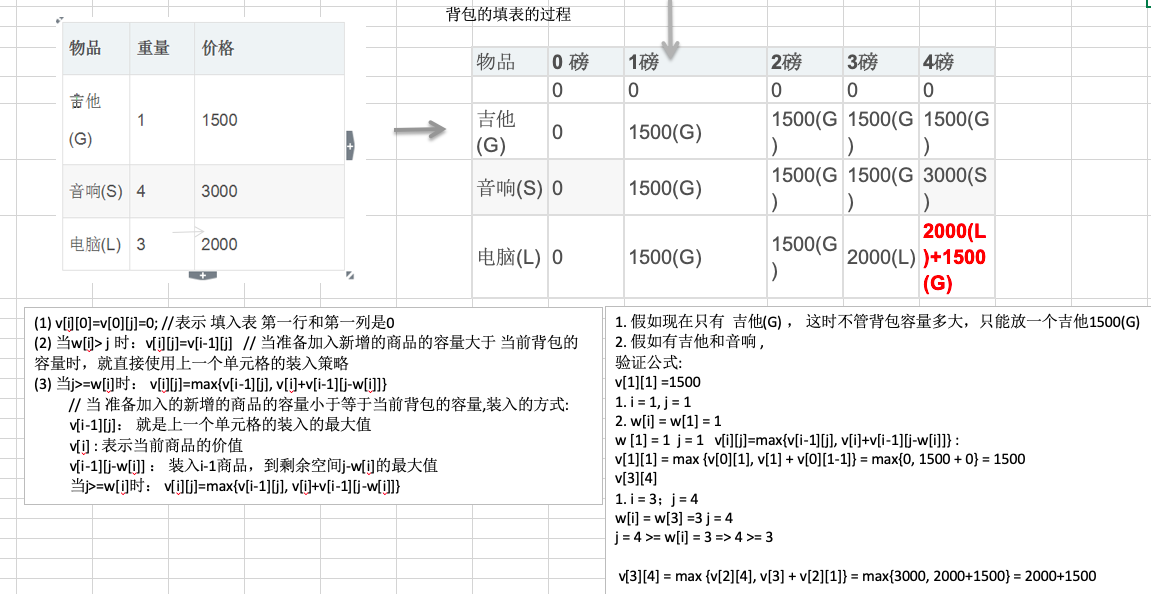 背包的填表的过程
物品 重量 价格
吉他
(G) 1 1500
音响(S) 4 3000
电脑(L) 3 2000
物品 0 磅 1磅 2磅 3磅 4磅
0 0 0 0 0
吉他
(G) 0 1500(G) 1500(G
) 1500(G
) 1500(G
)
音响(S) 0 1500(G) 1500(G
) 1500(G
) 3000(S
)
电脑(L) 0 1500(G) 1500(G
) 2000(L) 2000(L
)+1500
(G)
(1) v[i][0]=v[0][j]=0; //表示 填入表 第一行和第一列是0
(2) 当w[i]> j 时：v[i][j]=v[i-1][j] // 当准备加入新增的商品的容量大于 当前背包的
容量时，就直接使用上一个单元格的装入策略
(3) 当j>=w[i]时： v[i][j]=max{v[i-1][j], v[i]+v[i-1][j-w[i]]}
// 当 准备加入的新增的商品的容量小于等于当前背包的容量,装入的方式:
v[i-1][j]： 就是上一个单元格的装入的最大值
v[i] : 表示当前商品的价值
v[i-1][j-w[i]] ： 装入i-1商品，到剩余空间j-w[i]的最大值
当j>=w[i]时： v[i][j]=max{v[i-1][j], v[i]+v[i-1][j-w[i]]}
1. 假如现在只有 吉他(G) ， 这时不管背包容量多大，只能放一个吉他1500(G)
2. 假如有吉他和音响 ,
验证公式:
v[1][1] =1500
1. i = 1, j = 1
2. w[i] = w[1] = 1
w [1] = 1 j = 1 v[i][j]=max{v[i-1][j], v[i]+v[i-1][j-w[i]]} :
v[1][1] = max {v[0][1], v[1] + v[0][1-1]} = max{0, 1500 + 0} = 1500
v[3][4]
1. i = 3；j = 4
w[i] = w[3] =3 j = 4
j = 4 >= w[i] = 3 => 4 >= 3
v[3][4] = max {v[2][4], v[3] + v[2][1]} = max{3000, 2000+1500} = 2000+1500